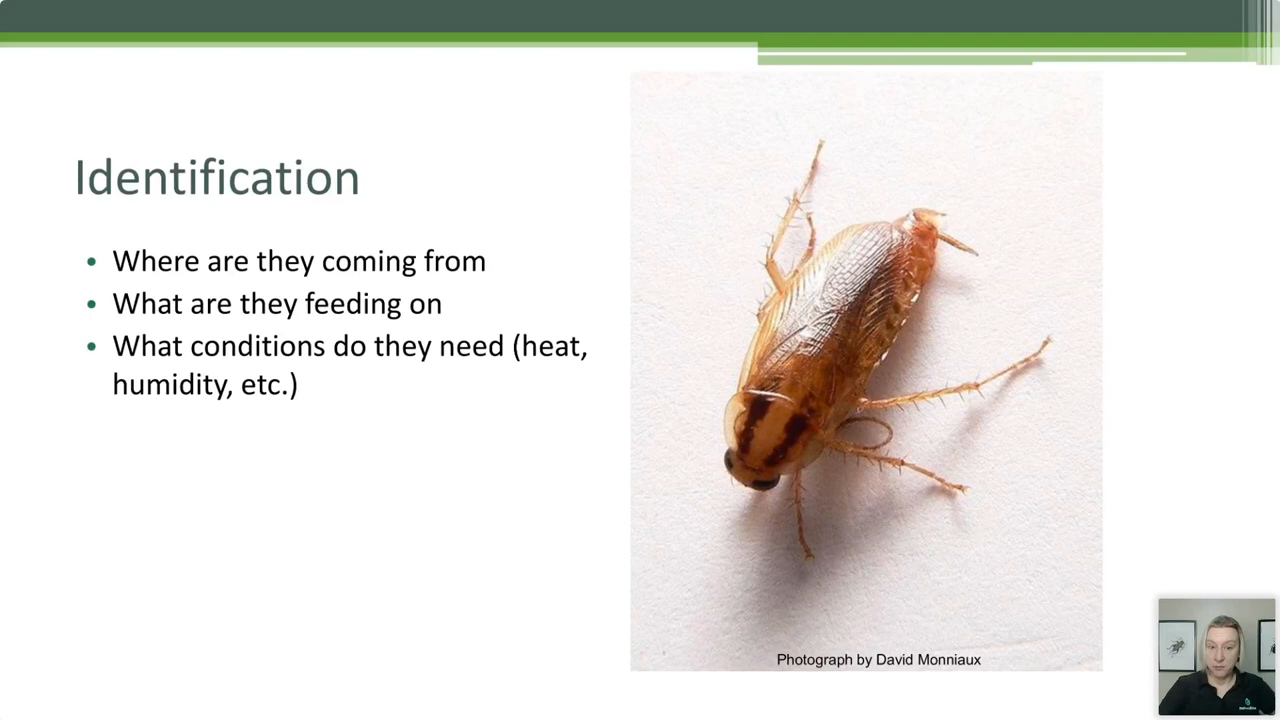 Identification
• Where are they coming from
• What are they feeding on
• What conditions do they need (heat,
humidity, etc.)
Photograph by David Monniaux